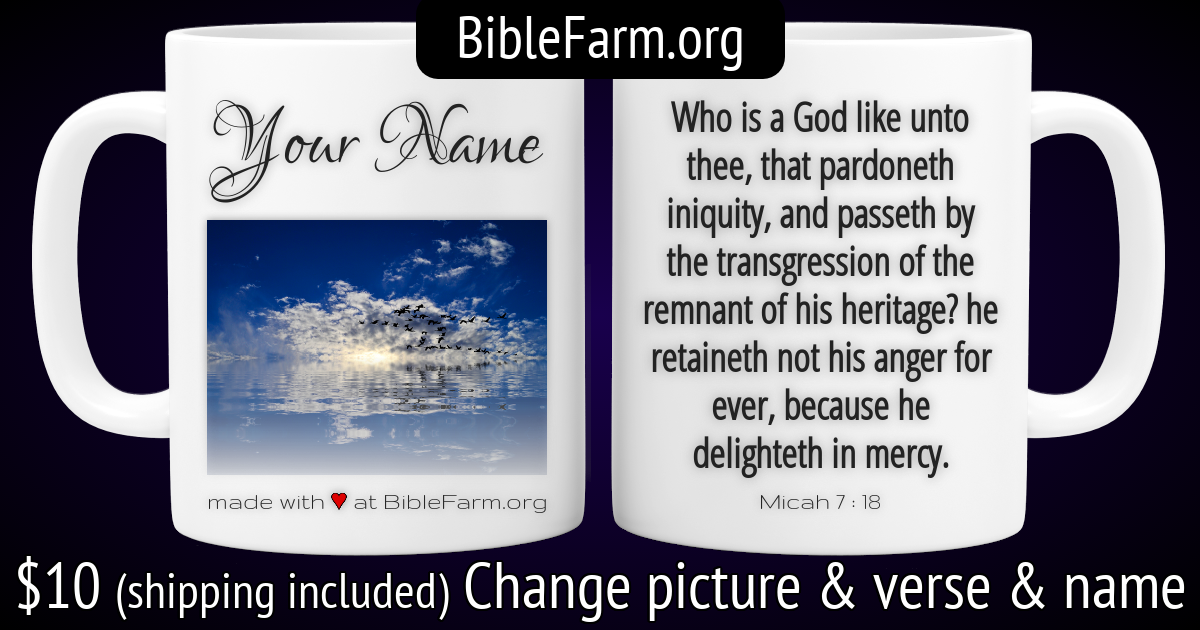 BibleFarm.org
Your Name
made with ♥ at BibleFarm.org
Who is a God like unto
thee, that pardoneth
iniquity, and passeth by
the transgression of the
remnant of his heritage? he
retaineth not his anger for
ever, because he
delighteth in mercy.
Micah 7 : 18
$10 (shipping included) Change picture & verse & name